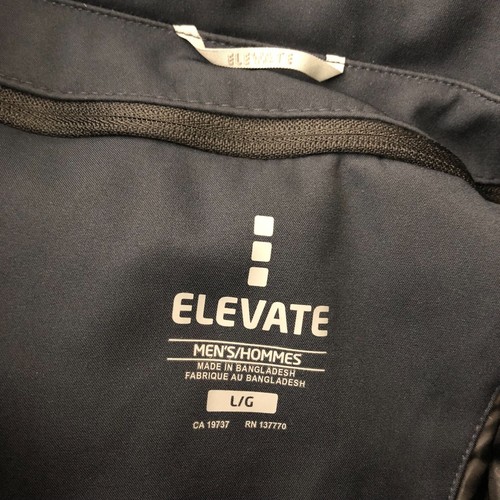 ELEVATE
ELEVATE
MEN'S/HOMMES
MADE IN BANGLADESH
FABRIQUE AU BANGLADESH
L/G
CA 19737 RN 137770